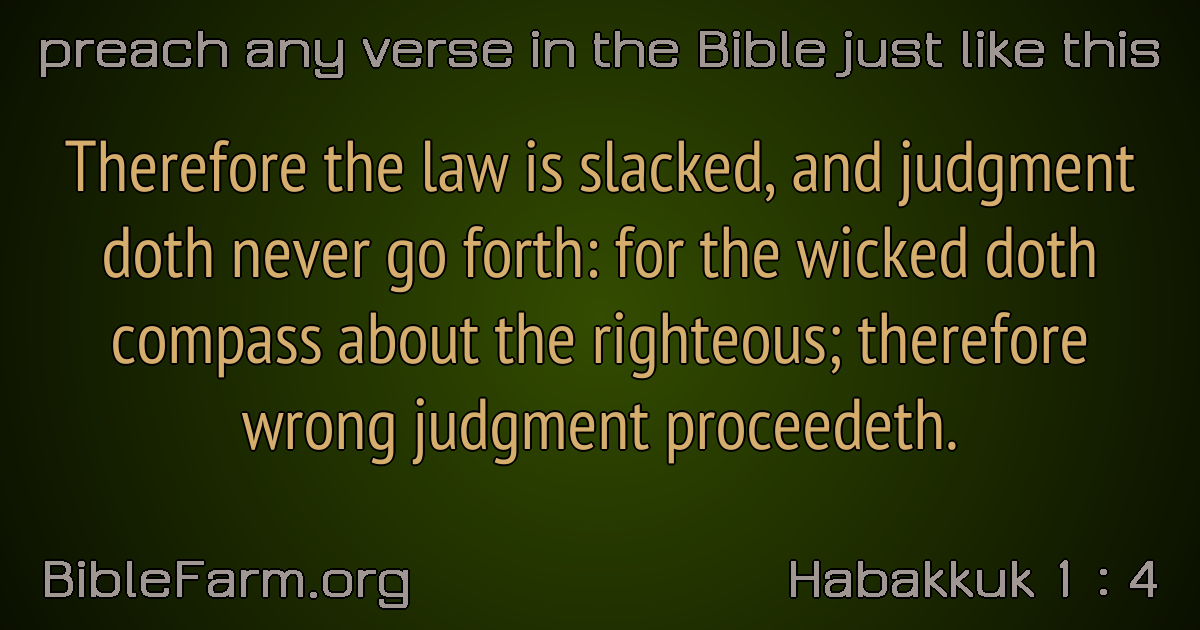 preach any verse in the Bible just like this
Therefore the law is slacked, and judgment
doth never go forth: for the wicked doth
compass about the righteous; therefore
wrong judgment proceedeth.
BibleFarm.org
Habakkuk 1 : 4